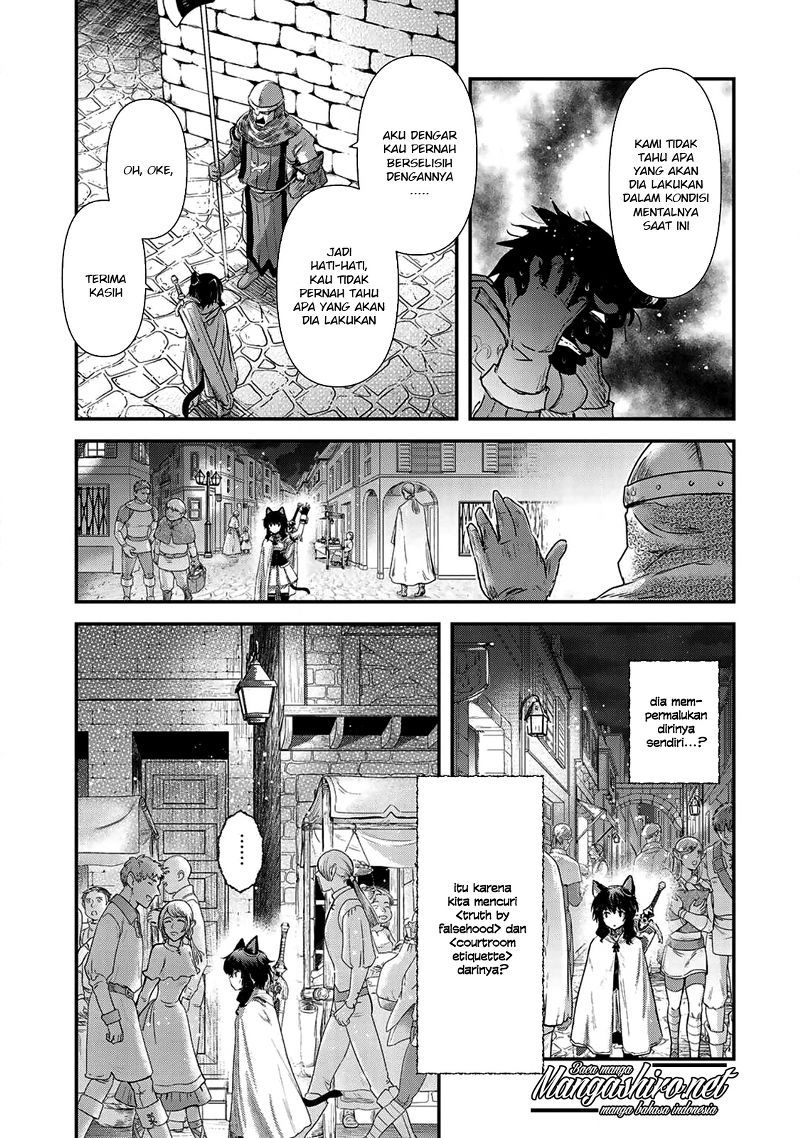 KAMI TIDAK
TAHU APA
YANG AKAN
DIA LAKUKAN
DALAM KONDISI
MENTALNYA
SAAT INI
AKU DENGAR
KAU PERNAH
BERSELISIH
DENGANNYA
.....
JADI
HATI-HATI,
KAU TIDAK
PERNAH TAHU
APA YANG AKAN
DIA LAKUKAN
OH, OKE,
TERIMA
KASIH
dia mem-
permalukan
dirinya
sendiri...?
itu karena
kita mencuri
<truth by
falsehood> dan
<courtroom
etiquette>
darinya?
......
Baca manga
Mangashiro.net
manga bahasa indonesia